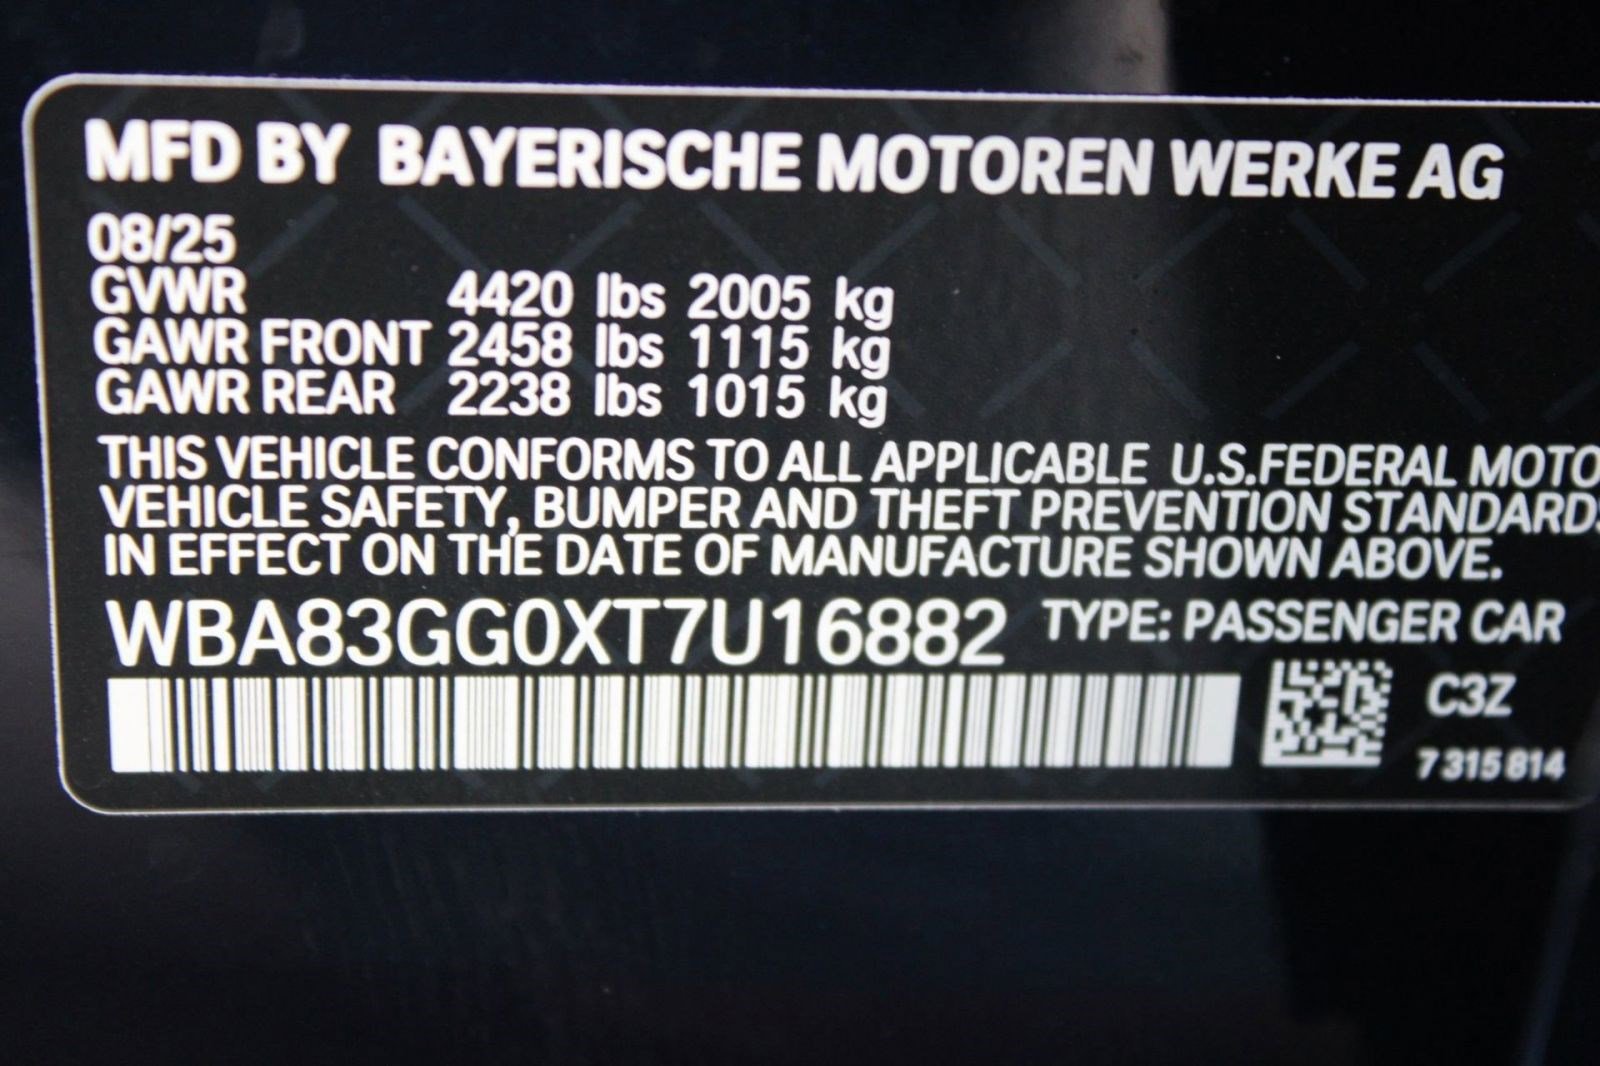 MFD BY BAYERISCHE MOTOREN WERKE AG
08/25
GVWR 4420 lbs 2005 kg
GAWR FRONT 2458 lbs 1115 kg
GAWR REAR 2238 lbs 1015 kg
THIS VEHICLE CONFORMS TO ALL APPLICABLE U.S.FEDERAL MOTO
VEHICLE SAFETY, BUMPER AND THEFT PREVENTION STANDARDS
IN EFFECT ON THE DATE OF MANUFACTURE SHOWN ABOVE.
WBA83GG0XT7U16882 TYPE: PASSENGER CAR
C3Z
7 315 814